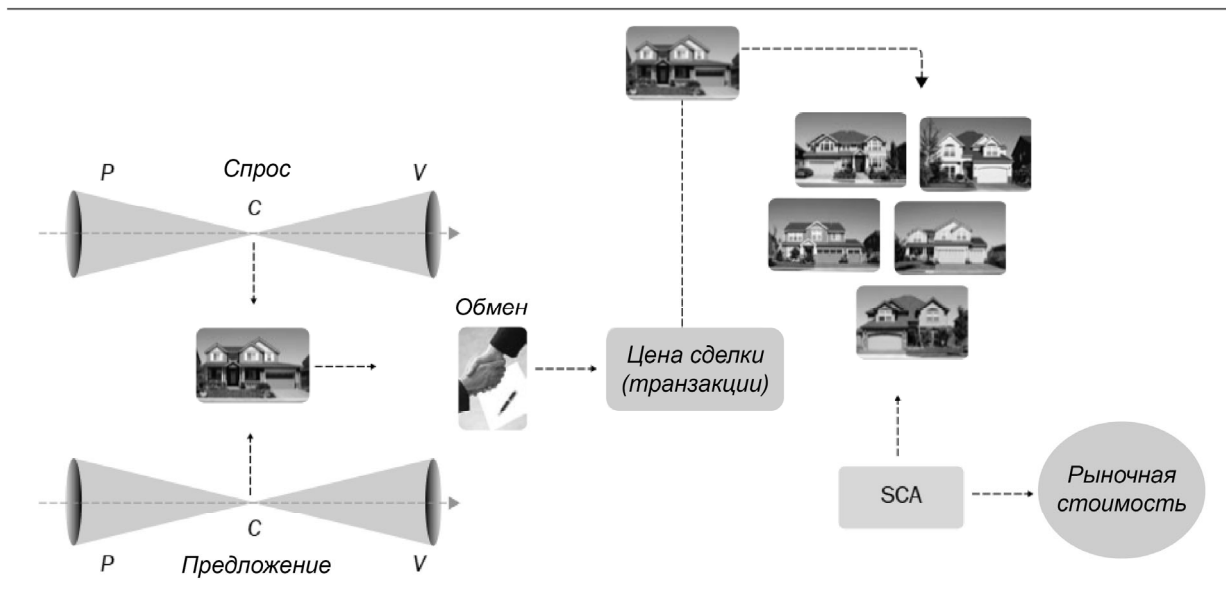 P
Спрос
V
C
Обмен
Цена сделки
(транзакции)
C
P
Предложение
V
SCA
Рыночная
стоимость